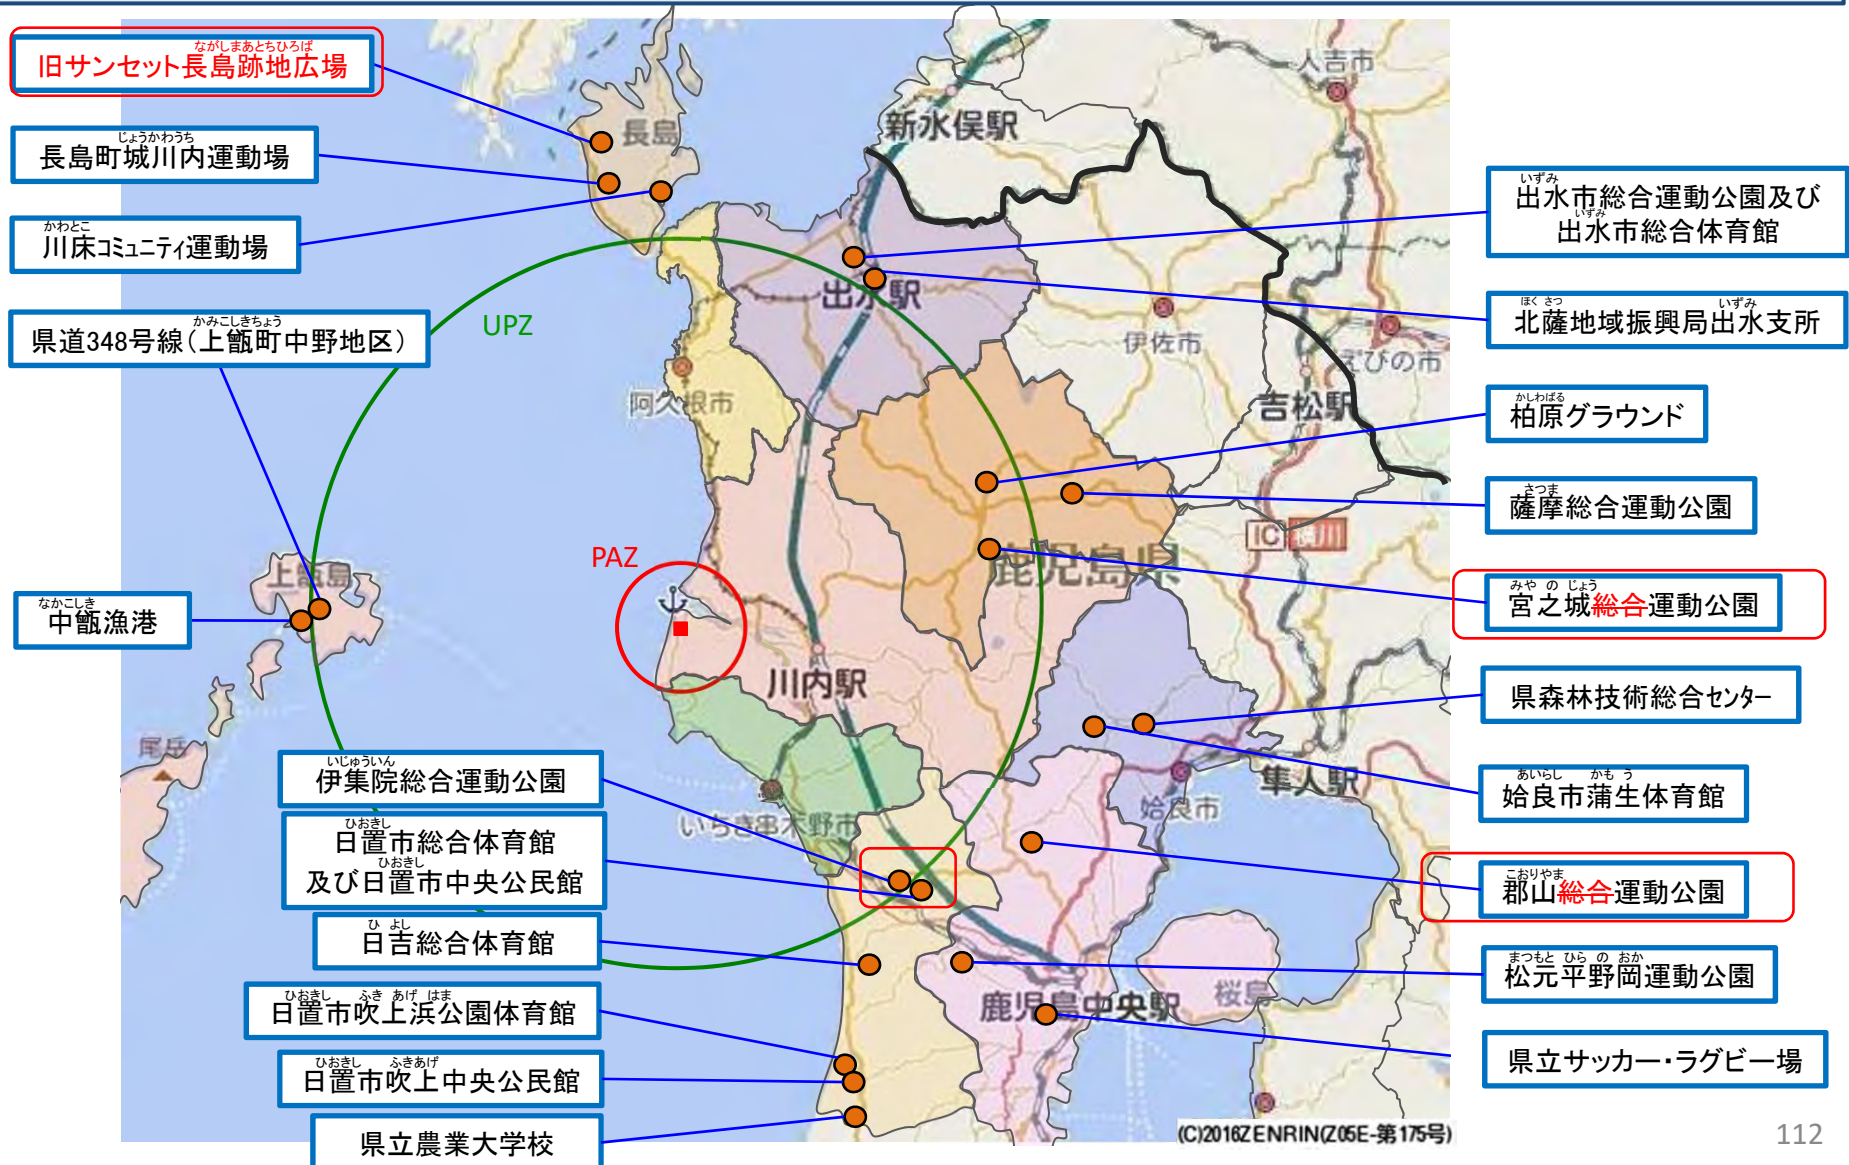 ながしまあとちひろば
旧サンセット長島跡地広場
じょうかわうち
長島町城川内運動場
かわとこ
川床コミュニティ運動場
かみこしきちょう
県道348号線（上甑町中野地区）
なかこしき
中甑漁港
いじゅういん
伊集院総合運動公園
ひおきし
日置市総合体育館
ひおきし
及び日置市中央公民館
ひ よし
日吉総合体育館
ひおきし ふき あげ はま
日置市吹上浜公園体育館
ひおきし ふきあげ
日置市吹上中央公民館
県立農業大学校
長島
新水俣駅
人吉市
UPZ
出水駅
伊佐市
えびの市
阿久根市
吉松駅
IC
PAZ
鹿児島県
上甑島
川内駅
尾岳
いちき串木野市
姶良市
隼人駅
鹿児島中央駅
桜島
いずみ
出水市総合運動公園及び
いずみ
出水市総合体育館
ほく さつ いずみ
北薩地域振興局出水支所
かしわばる
柏原グラウンド
さつま
薩摩総合運動公園
みや の じょう
宮之城総合運動公園
県森林技術総合センター
あいらし かも う
姶良市蒲生体育館
こおりやま
郡山総合運動公園
まつもと ひら の おか
松元平野岡運動公園
県立サッカー・ラグビー場
(C)2016ZENRIN(Z05E-第175号)
112